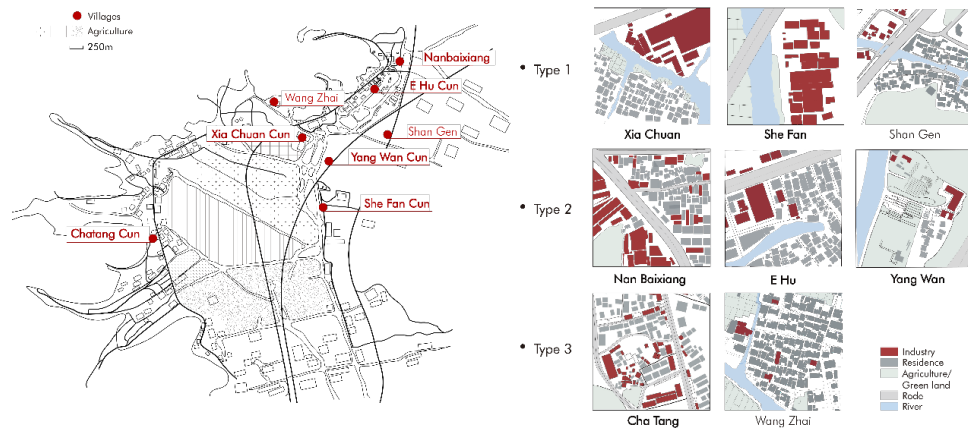 Villages
Agriculture
250m
Nanbaixiang
E Hu Cun
Wang Zhai
Shan Gen
Xia Chuan Cun
Yang Wan Cun
She Fan Cun
Chatang Cun
• Type 1
Xia Chuan
She Fan
Shan Gen
• Type 2
Nan Baixiang
E Hu
Yang Wan
• Type 3
Cha Tang
Wang Zhai
Industry
Residence
Agriculture/
Green land
Rode
River